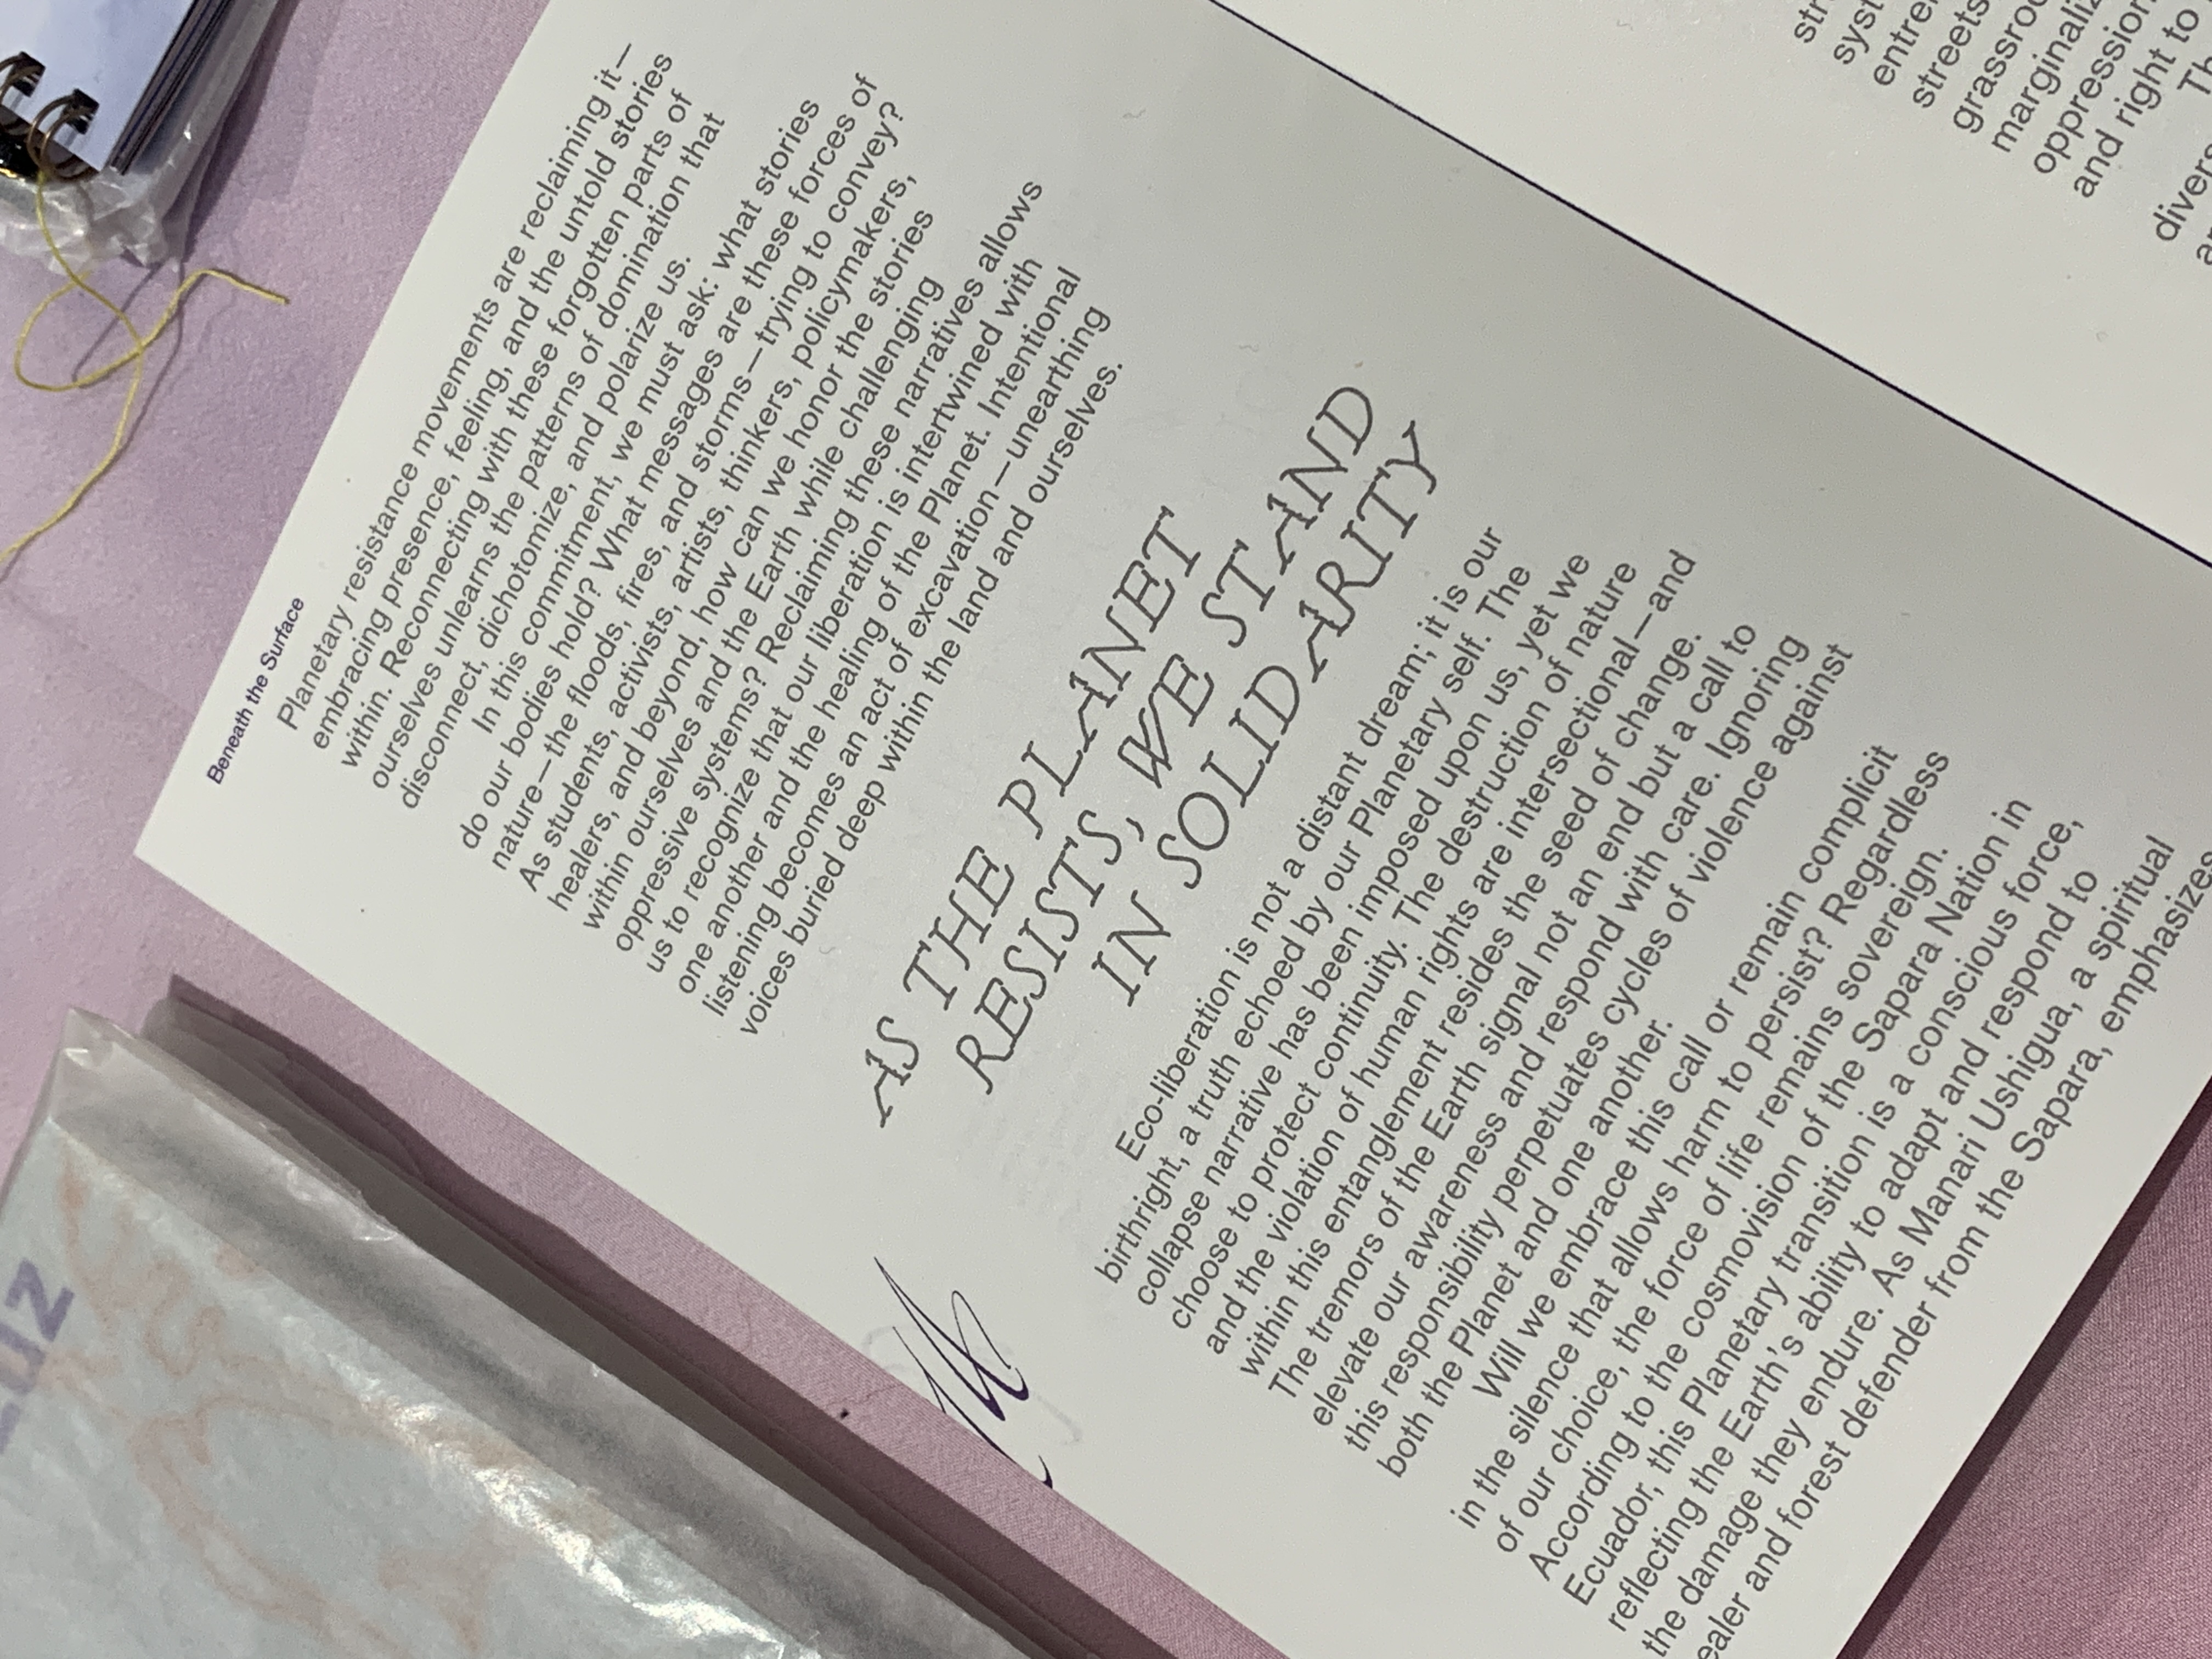 Beneath the Surface
Planetary resistance movements are reclaiming it—
embracing presence, feeling, and the untold stories
within. Reconnecting with these forgotten parts of
ourselves unlearns the patterns of domination that
disconnect, dichotomize, and polarize us.
In this commitment, we must ask: what stories
do our bodies hold? What messages are these forces of
nature—the floods, fires, and storms—trying to convey?
As students, activists, artists, thinkers, policymakers,
healers, and beyond, how can we honor the stories
within ourselves and the Earth while challenging
oppressive systems? Reclaiming these narratives allows
us to recognize that our liberation is intertwined with
one another and the healing of the Planet. Intentional
listening becomes an act of excavation—unearthing
voices buried deep within the land and ourselves.
AS THE PLANET
RESISTS, WE STAND
IN SOLIDARITY
Eco-liberation is not a distant dream; it is our
birthright, a truth echoed by our Planetary self. The
collapse narrative has been imposed upon us, yet we
choose to protect continuity. The destruction of nature
and the violation of human rights are intersectional—and
within this entanglement resides the seed of change.
The tremors of the Earth signal not an end but a call to
elevate our awareness and respond with care. Ignoring
this responsibility perpetuates cycles of violence against
both the Planet and one another.
Will we embrace this call or remain complicit
in the silence that allows harm to persist? Regardless
of our choice, the force of life remains sovereign.
According to the cosmovision of the Sapara Nation in
Ecuador, this Planetary transition is a conscious force,
reflecting the Earth's ability to adapt and respond to
the damage they endure. As Manari Ushigua, a spiritual
ealer and forest defender from the Sapara, emphasizes
streets
grassroo
marginaliz
oppression
and right to
Th
divers